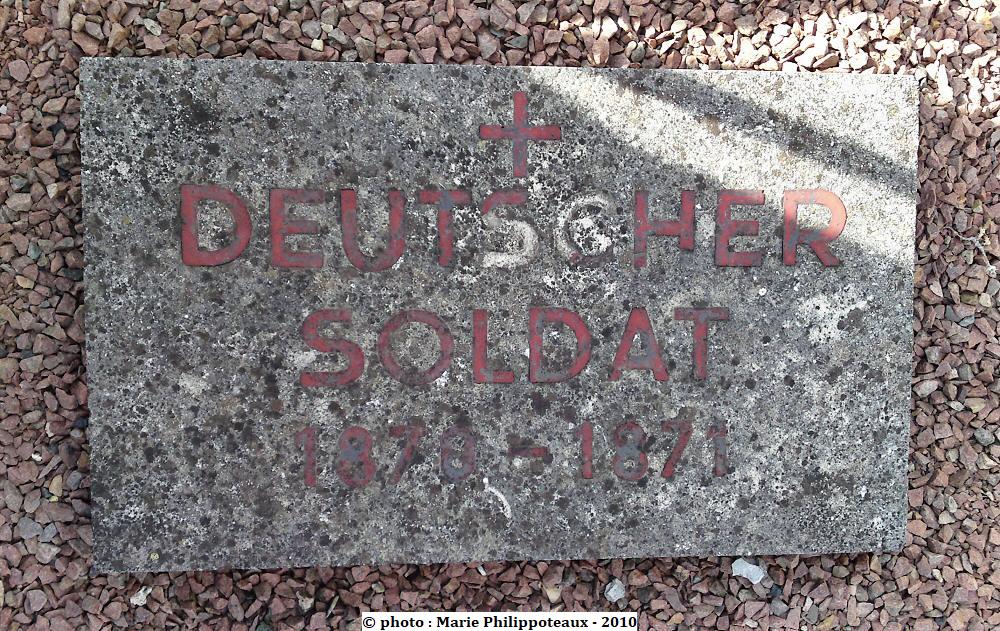 DEUTSCHER
SOLDAT
1870 - 1871
© photo : Marie Philippoteaux - 2010